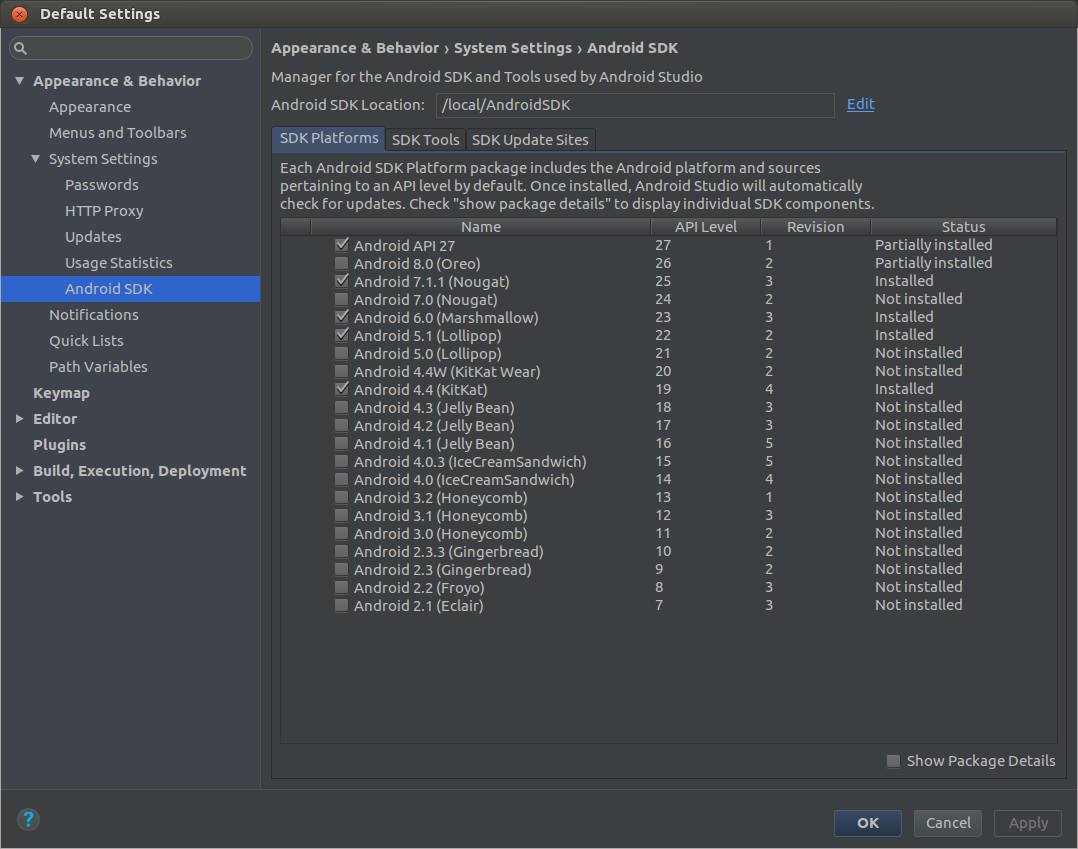 Default Settings
Appearance & Behavior
Appearance
Menus and Toolbars
System Settings
Passwords
HTTP Proxy
Updates
Usage Statistics
Android SDK
Notifications
Quick Lists
Path Variables
Keymap
Editor
Plugins
Build, Execution, Deployment
Tools
Appearance & Behavior › System Settings › Android SDK
Manager for the Android SDK and Tools used by Android Studio
Android SDK Location: /local/AndroidSDK Edit
SDK Platforms SDK Tools SDK Update Sites
Each Android SDK Platform package includes the Android platform and sources
pertaining to an API level by default. Once installed, Android Studio will automatically
check for updates. Check "show package details" to display individual SDK components.
Name API Level Revision Status
Android API 27 27 1 Partially installed
Android 8.0 (Oreo) 26 2 Partially installed
Android 7.1.1 (Nougat) 25 3 Installed
Android 7.0 (Nougat) 24 2 Not installed
Android 6.0 (Marshmallow) 23 3 Installed
Android 5.1 (Lollipop) 22 2 Installed
Android 5.0 (Lollipop) 21 2 Not installed
Android 4.4W (KitKat Wear) 20 2 Not installed
Android 4.4 (KitKat) 19 4 Installed
Android 4.3 (Jelly Bean) 18 3 Not installed
Android 4.2 (Jelly Bean) 17 3 Not installed
Android 4.1 (Jelly Bean) 16 5 Not installed
Android 4.0.3 (IceCreamSandwich) 15 5 Not installed
Android 4.0 (IceCreamSandwich) 14 4 Not installed
Android 3.2 (Honeycomb) 13 1 Not installed
Android 3.1 (Honeycomb) 12 3 Not installed
Android 3.0 (Honeycomb) 11 2 Not installed
Android 2.3.3 (Gingerbread) 10 2 Not installed
Android 2.3 (Gingerbread) 9 2 Not installed
Android 2.2 (Froyo) 8 3 Not installed
Android 2.1 (Eclair) 7 3 Not installed
Show Package Details
? OK Cancel Apply